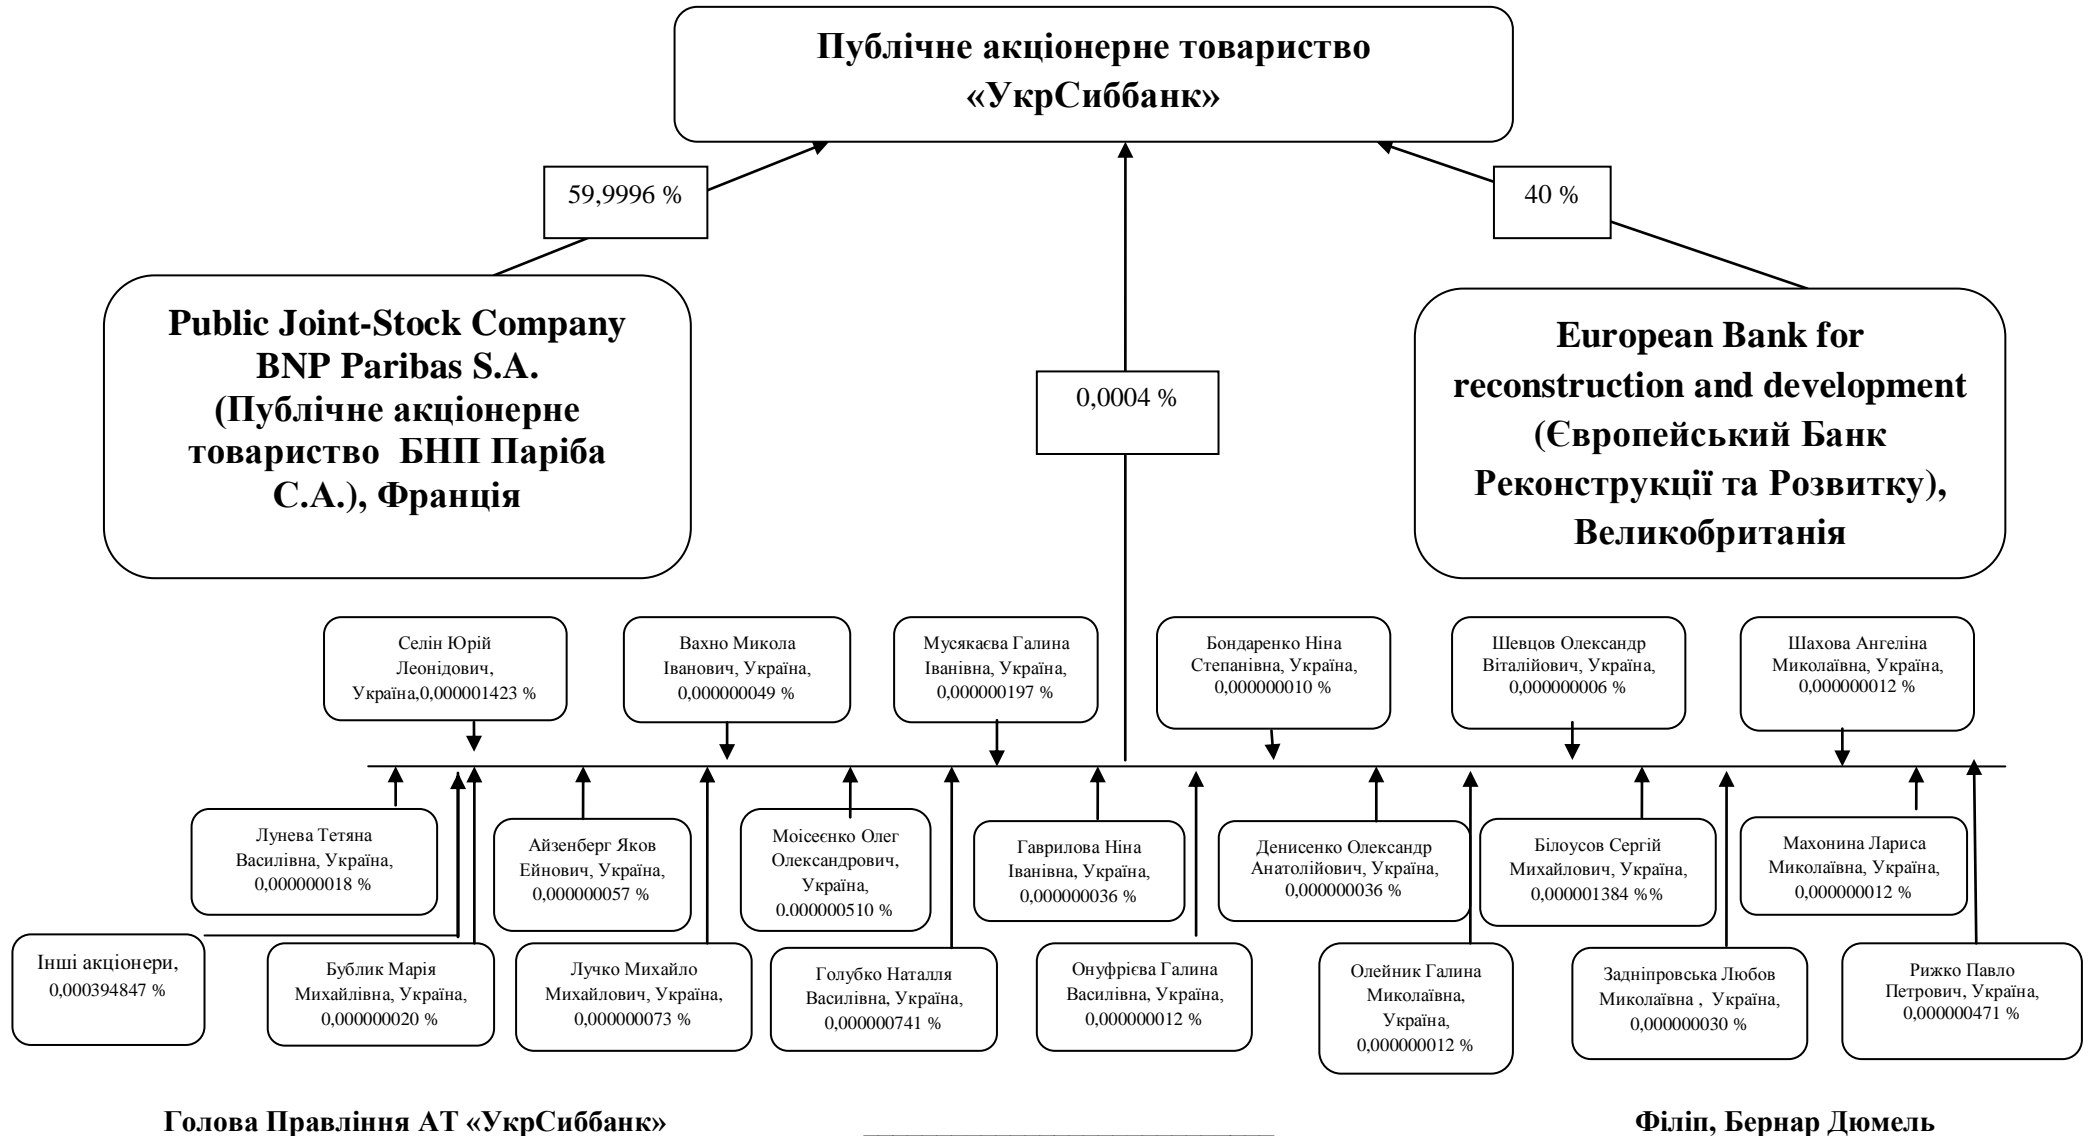 Публічне акціонерне товариство
«УкрСиббанк»
59,9996 %
40 %
0,0004 %
Public Joint-Stock Company
BNP Paribas S.A.
(Публічне акціонерне
товариство БНП Паріба
С.А.), Франція
European Bank for
reconstruction and development
(Європейський Банк
Реконструкції та Розвитку),
Великобританія
Селін Юрій
Леонідович,
Україна,0,000001423 %
Вахно Микола
Іванович, Україна,
0,000000049 %
Мусякаєва Галина
Іванівна, Україна,
0,000000197 %
Бондаренко Ніна
Степанівна, Україна,
0,000000010 %
Шевцов Олександр
Віталійович, Україна,
0,000000006 %
Шахова Ангеліна
Миколаївна, Україна,
0,000000012 %
Лунева Тетяна
Василівна, Україна,
0,000000018 %
Айзенберг Яков
Ейнович, Україна,
0,000000057 %
Моісеєнко Олег
Олександрович,
Україна,
0.000000510 %
Гаврилова Ніна
Іванівна, Україна,
0,000000036 %
Денисенко Олександр
Анатолійович, Україна,
0,000000036 %
Білоусов Сергій
Михайлович, Україна,
0,000001384 %%
Махонина Лариса
Миколаївна, Україна,
0,000000012 %
Інші акціонери,
0,000394847 %
Бублик Марія
Михайлівна, Україна,
0,000000020 %
Лучко Михайло
Михайлович, Україна,
0,000000073 %
Голубко Наталля
Василівна, Україна,
0,000000741 %
Онуфрієва Галина
Василівна, Україна,
0,000000012 %
Олейник Галина
Миколаївна,
Україна,
0,000000012 %
Задніпровська Любов
Миколаївна , Україна,
0,000000030 %
Рижко Павло
Петрович, Україна,
0,000000471 %
Голова Правління АТ «УкрСиббанк»
Філіп, Бернар Дюмель